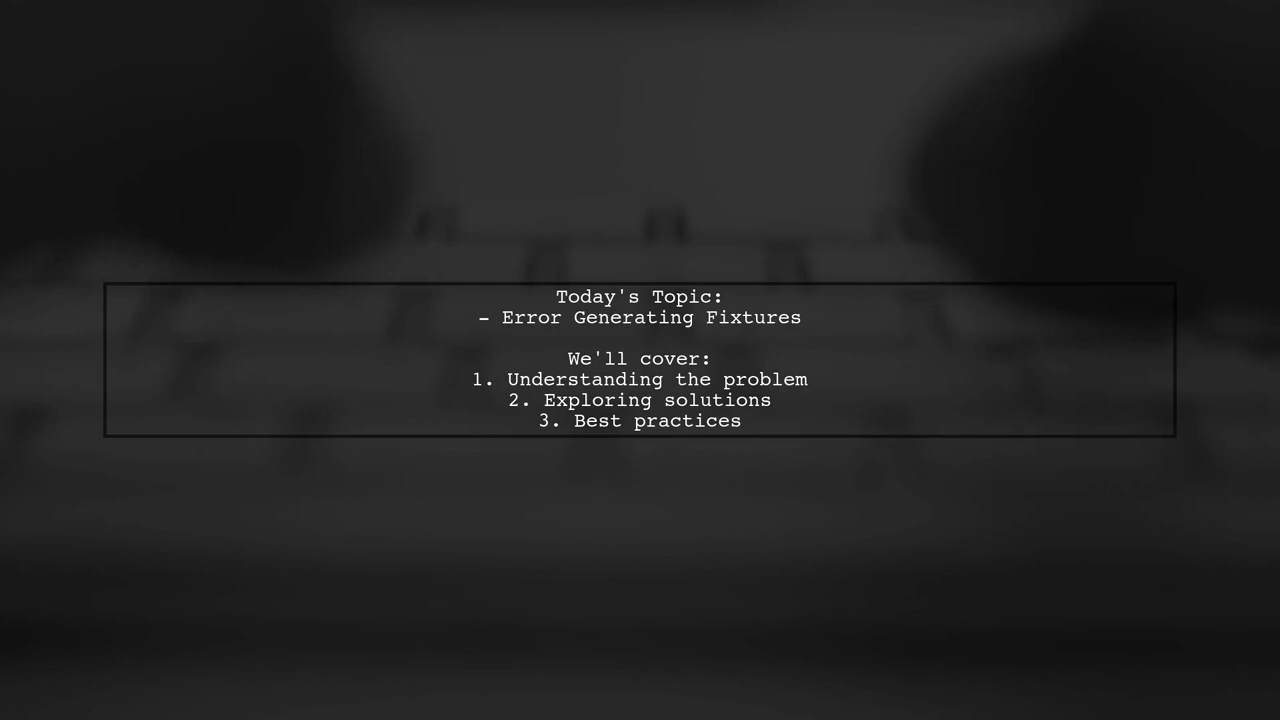 Today's Topic:
- Error Generating Fixtures
We'll cover:
1. Understanding the problem
2. Exploring solutions
3. Best practices